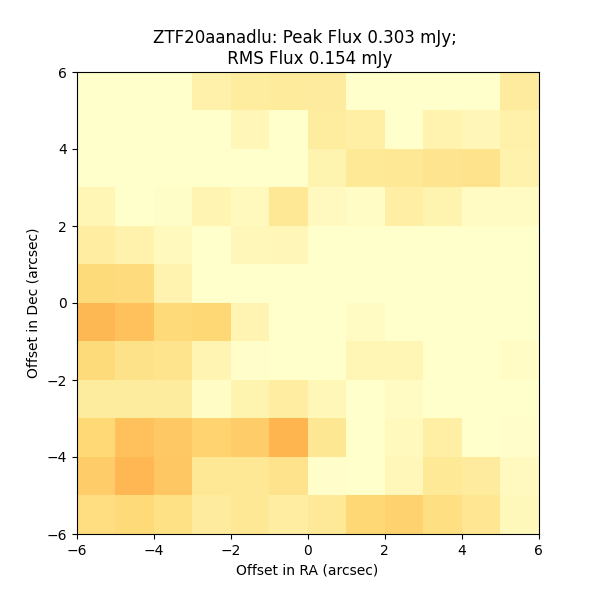 ZTF20aanadlu: Peak Flux 0.303 mJy;
RMS Flux 0.154 mJy
6
4
2
0
−2
−4
−6
Offset in Dec (arcsec)
−6 −4 −2 0 2 4 6
Offset in RA (arcsec)